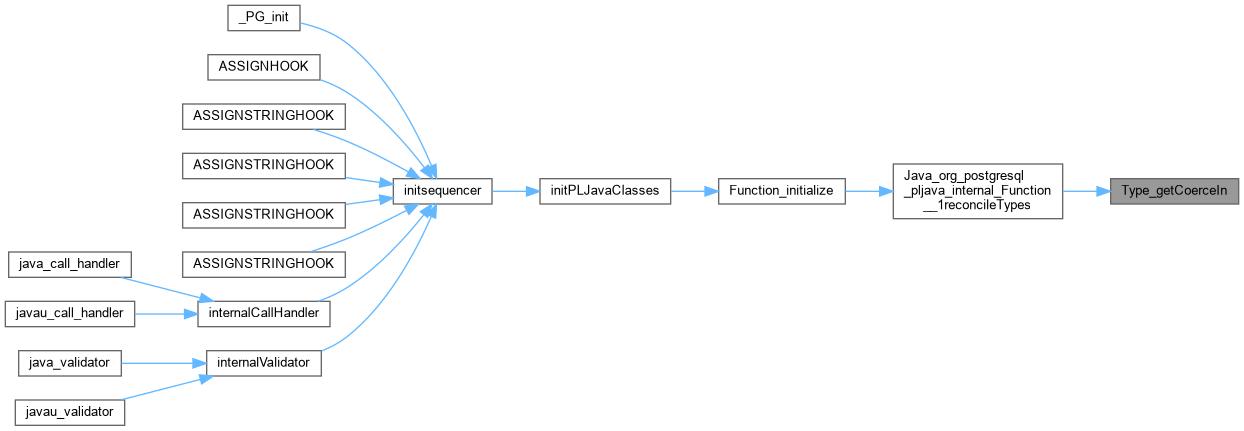 _PG_init
ASSIGNHOOK
ASSIGNSTRINGHOOK
ASSIGNSTRINGHOOK
ASSIGNSTRINGHOOK
ASSIGNSTRINGHOOK
java_call_handler
javau_call_handler
internalCallHandler
java_validator
internalValidator
javau_validator
initsequencer
initPLJavaClasses
Function_initialize
Java_org_postgresql
_pljava_internal_Function
__1reconcileTypes
Type_getCoerceIn